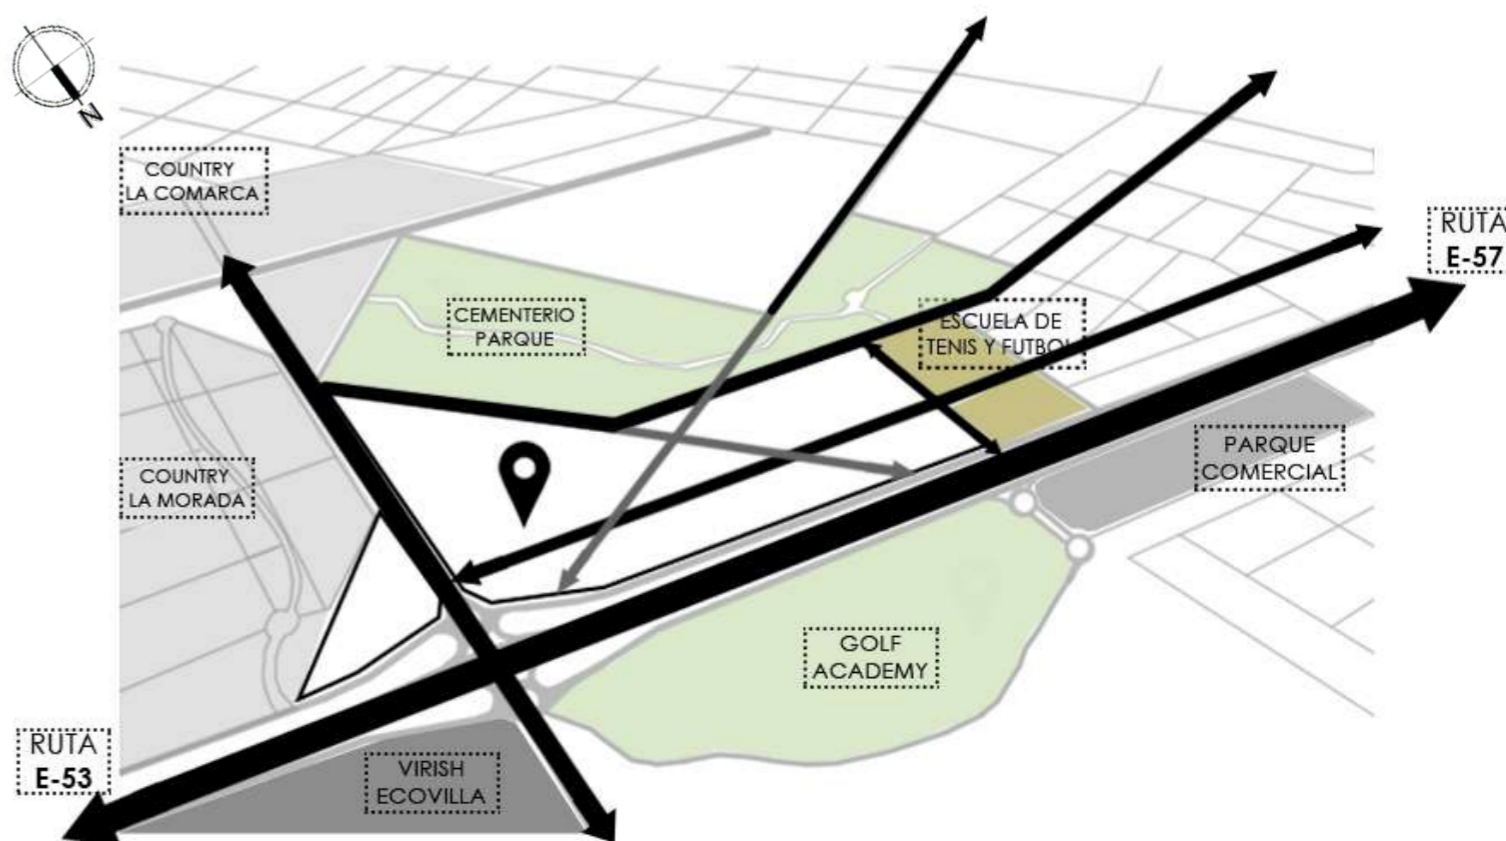 N
COUNTRY
LA COMARCA
RUTA
E-57
CEMENTERIO
PARQUE
ESCUELA DE
TENIS Y FUTBOL
PARQUE
COMERCIAL
COUNTRY
LA MORADA
GOLF
ACADEMY
RUTA
E-53
VIRISH
ECOVILLA